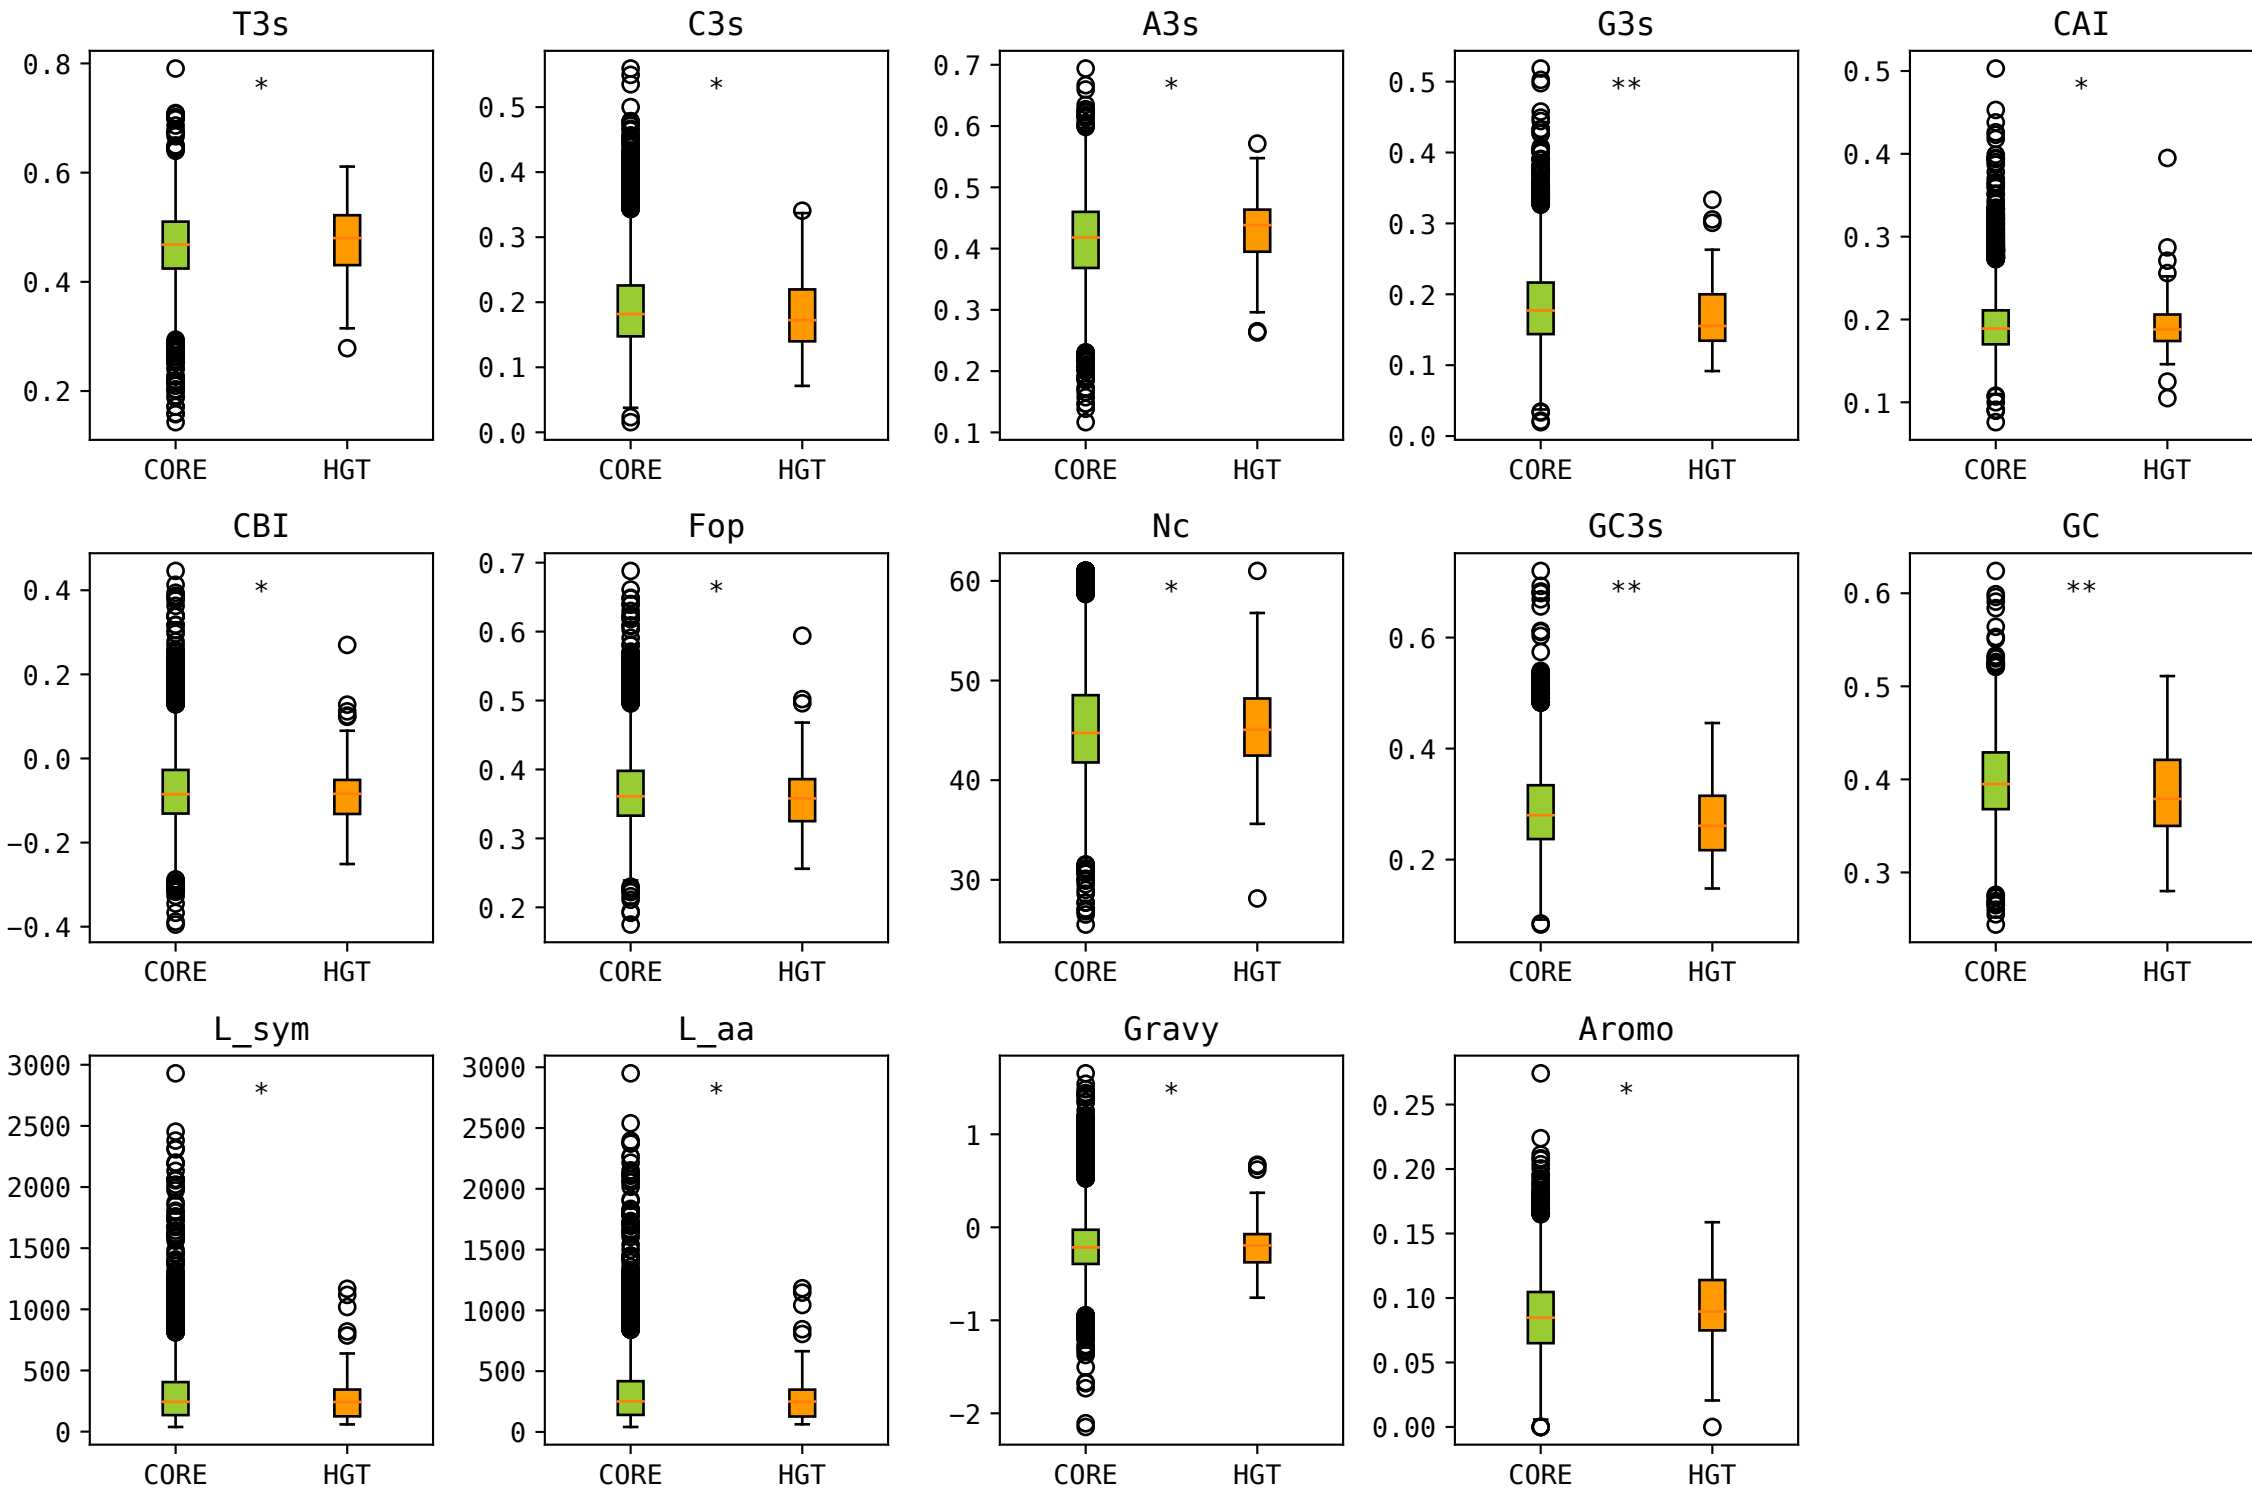 T3s C3s A3s G3s CAI
0.8 0.6 0.4 0.2 * CORE HGT
0.5 0.4 0.3 0.2 0.1 0.0 * CORE HGT
0.7 0.6 0.5 0.4 0.3 0.2 0.1 * CORE HGT
0.5 0.4 0.3 0.2 0.1 0.0 ** CORE HGT
0.5 0.4 0.3 0.2 0.1 * CORE HGT
CBI Fop Nc GC3s GC
0.4 0.2 0.0 −0.2 −0.4 * CORE HGT
0.7 0.6 0.5 0.4 0.3 0.2 * CORE HGT
60 50 40 30 * CORE HGT
0.6 0.4 0.2 ** CORE HGT
0.6 0.5 0.4 0.3 ** CORE HGT
L_sym L_aa Gravy Aromo
3000 2500 2000 1500 1000 500 0 * CORE HGT
3000 2500 2000 1500 1000 500 0 * CORE HGT
1 0 −1 −2 * CORE HGT
0.25 0.20 0.15 0.10 0.05 0.00 * CORE HGT